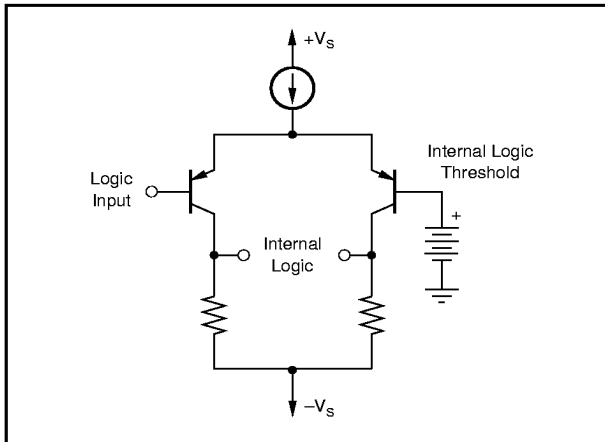 +VS
Internal Logic
Threshold
Logic
Input
+
Internal
Logic
–VS